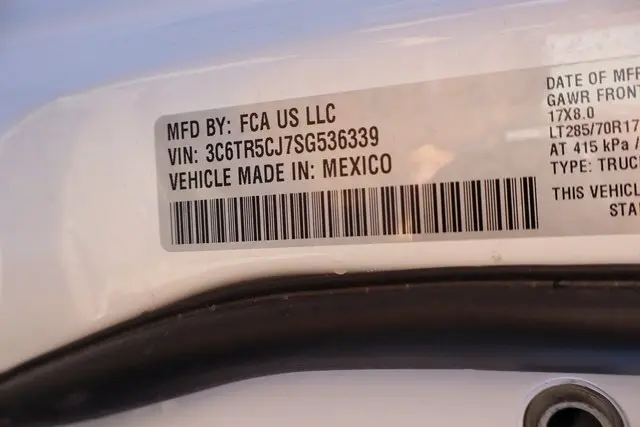 MFD BY: FCA US LLC
VIN: 3C6TR5CJ7SG536339
VEHICLE MADE IN: MEXICO
DATE OF MFR
GAWR FRONT
17X8.0
LT285/70R17
AT 415 kPa /
TYPE: TRUC
THIS VEHICL
STA